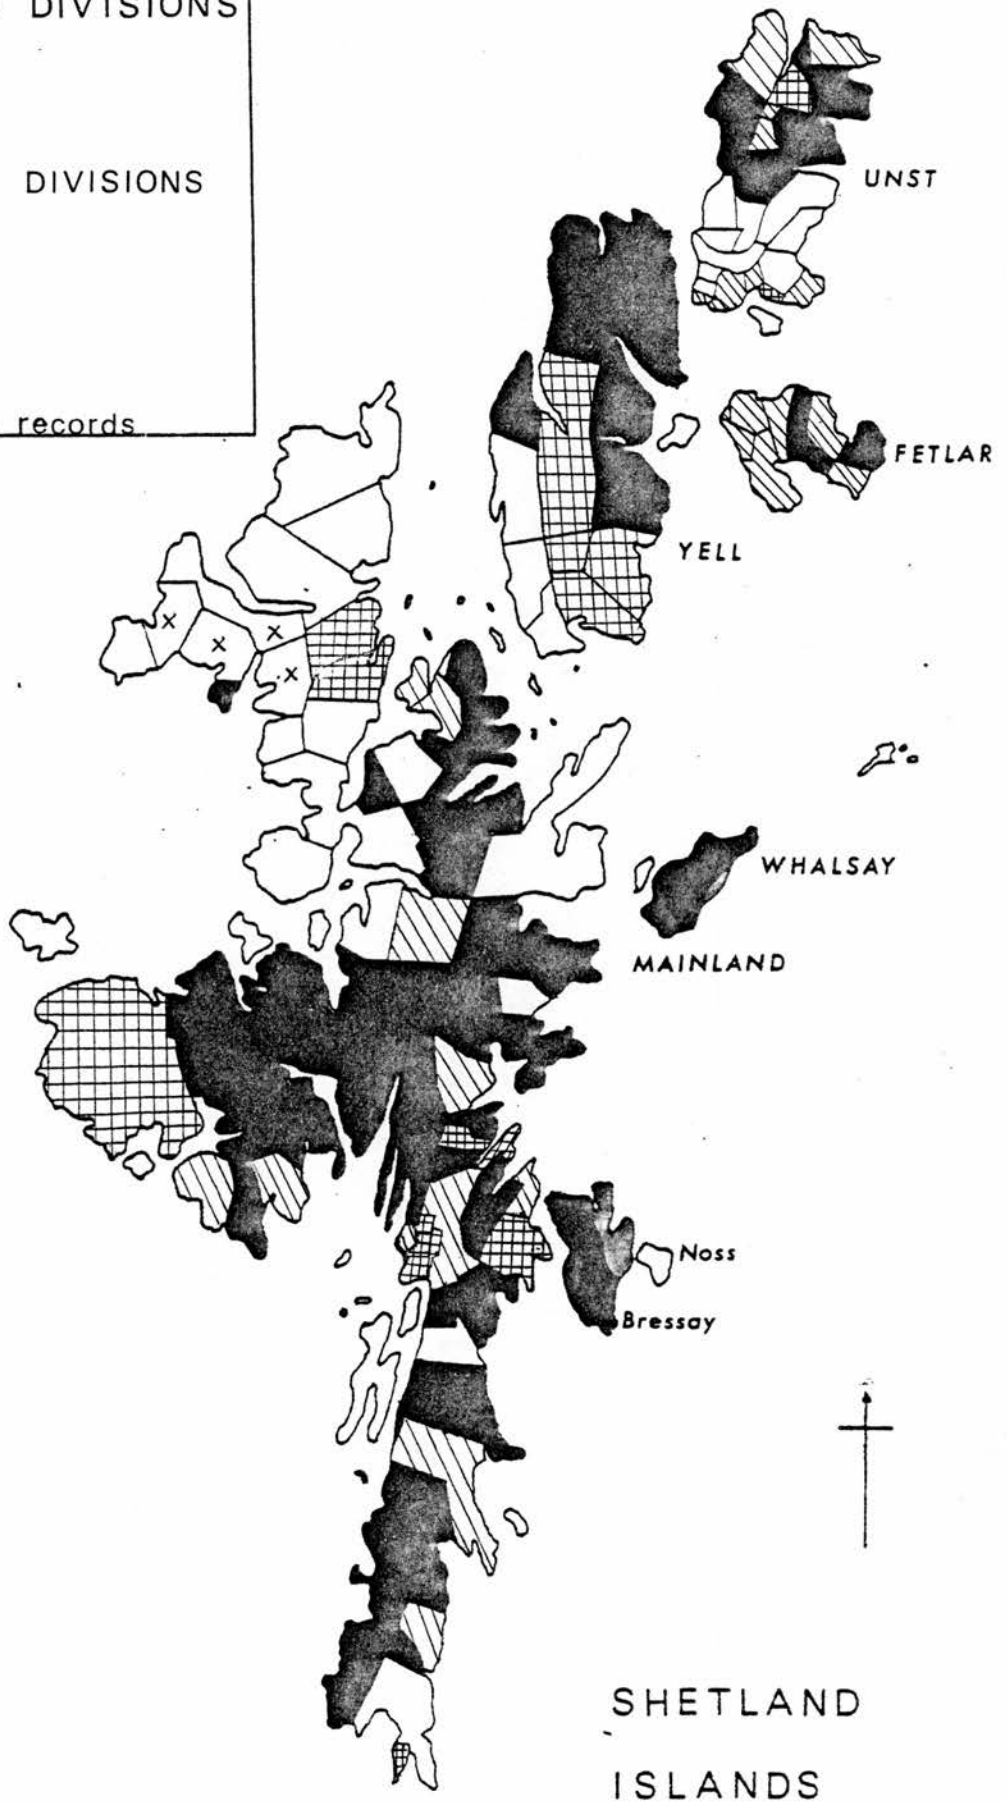 DIVISIONS
DIVISIONS
records
UNST
FETLAR
YELL
x
x
x
x
WHALSAY
MAINLAND
Noss
Bressay
SHETLAND
ISLANDS